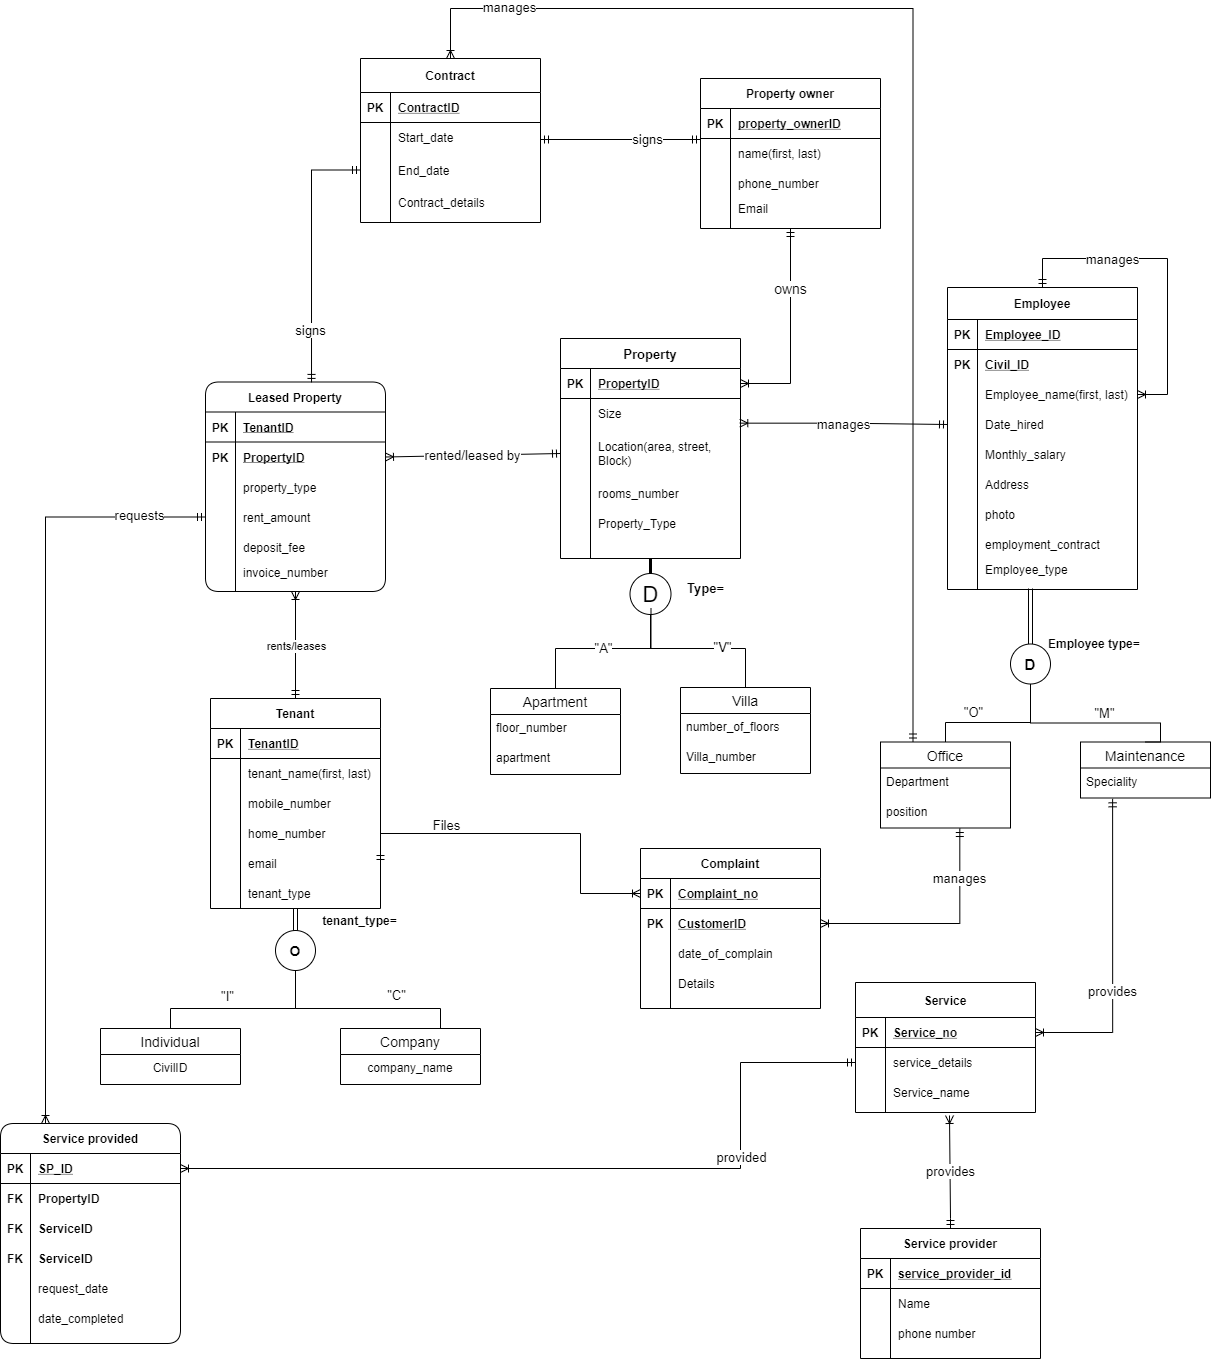 manages
Contract
PK ContractID
Start_date
End_date
Contract_details
Property owner
PK property_ownerID
name(first, last)
phone_number
Email
signs
owns
manages
signs
Employee
PK Employee_ID
PK Civil_ID
Employee_name(first, last)
Date_hired
Monthly_salary
Address
photo
employment_contract
Employee_type
Property
PK PropertyID
Size
Location(area, street,
Block)
rooms_number
Property_Type
manages
Leased Property
PK TenantID
PK PropertyID
property_type
rent_amount
deposit_fee
invoice_number
rented/leased by
requests
D
Type=
"A"
"V"
Apartment
floor_number
apartment
Villa
number_of_floors
Villa_number
Employee type=
D
"O"
"M"
Office
Department
position
Maintenance
Speciality
rents/leases
Tenant
PK TenantID
tenant_name(first, last)
mobile_number
home_number
email
tenant_type
Files
tenant_type=
O
"I"
"C"
Individual
CivilID
Company
company_name
Complaint
PK Complaint_no
PK CustomerID
date_of_complain
Details
manages
provides
Service
PK Service_no
service_details
Service_name
provided
provides
Service provided
PK SP_ID
FK PropertyID
FK ServiceID
FK ServiceID
request_date
date_completed
Service provider
PK service_provider_id
Name
phone number